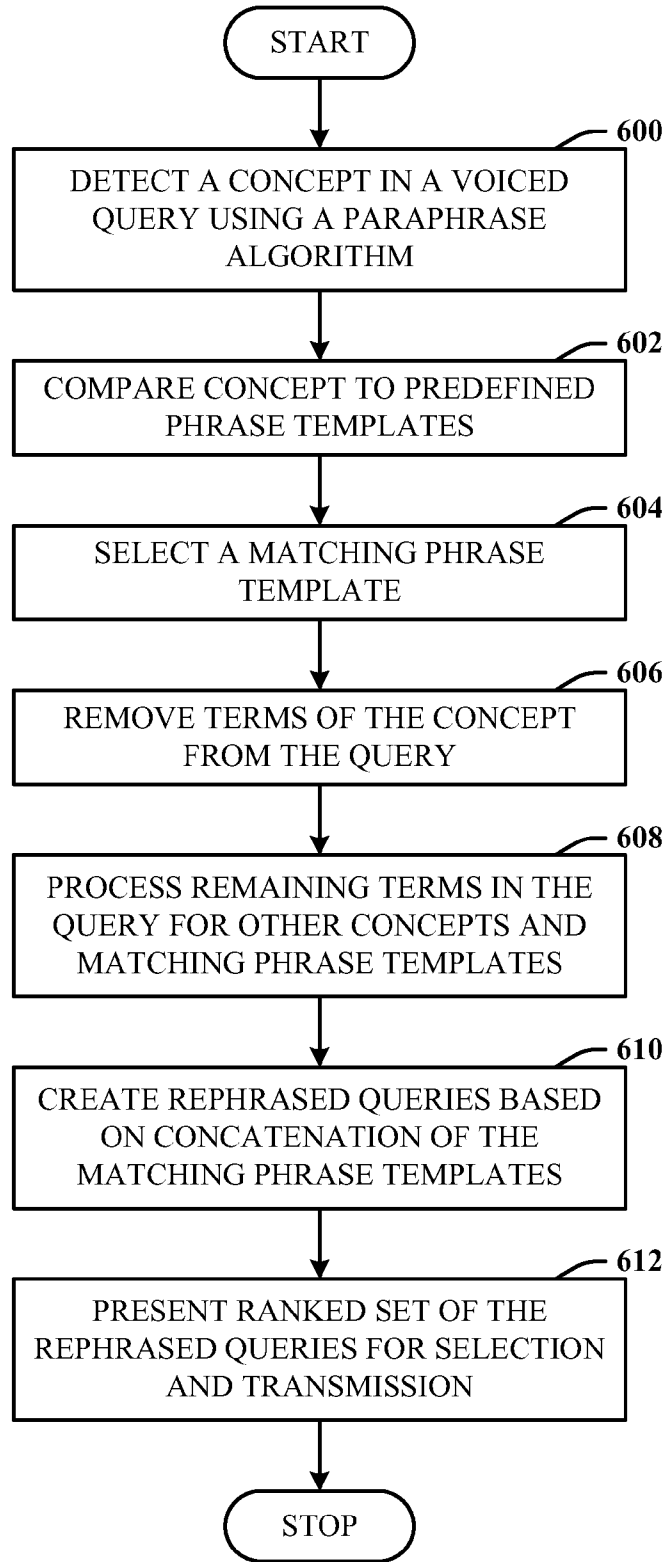 START
600
DETECT A CONCEPT IN A VOICED
QUERY USING A PARAPHRASE
ALGORITHM
602
COMPARE CONCEPT TO PREDEFINED
PHRASE TEMPLATES
604
SELECT A MATCHING PHRASE
TEMPLATE
606
REMOVE TERMS OF THE CONCEPT
FROM THE QUERY
608
PROCESS REMAINING TERMS IN THE
QUERY FOR OTHER CONCEPTS AND
MATCHING PHRASE TEMPLATES
610
CREATE REPHRASED QUERIES BASED
ON CONCATENATION OF THE
MATCHING PHRASE TEMPLATES
612
PRESENT RANKED SET OF THE
REPHRASED QUERIES FOR SELECTION
AND TRANSMISSION
STOP